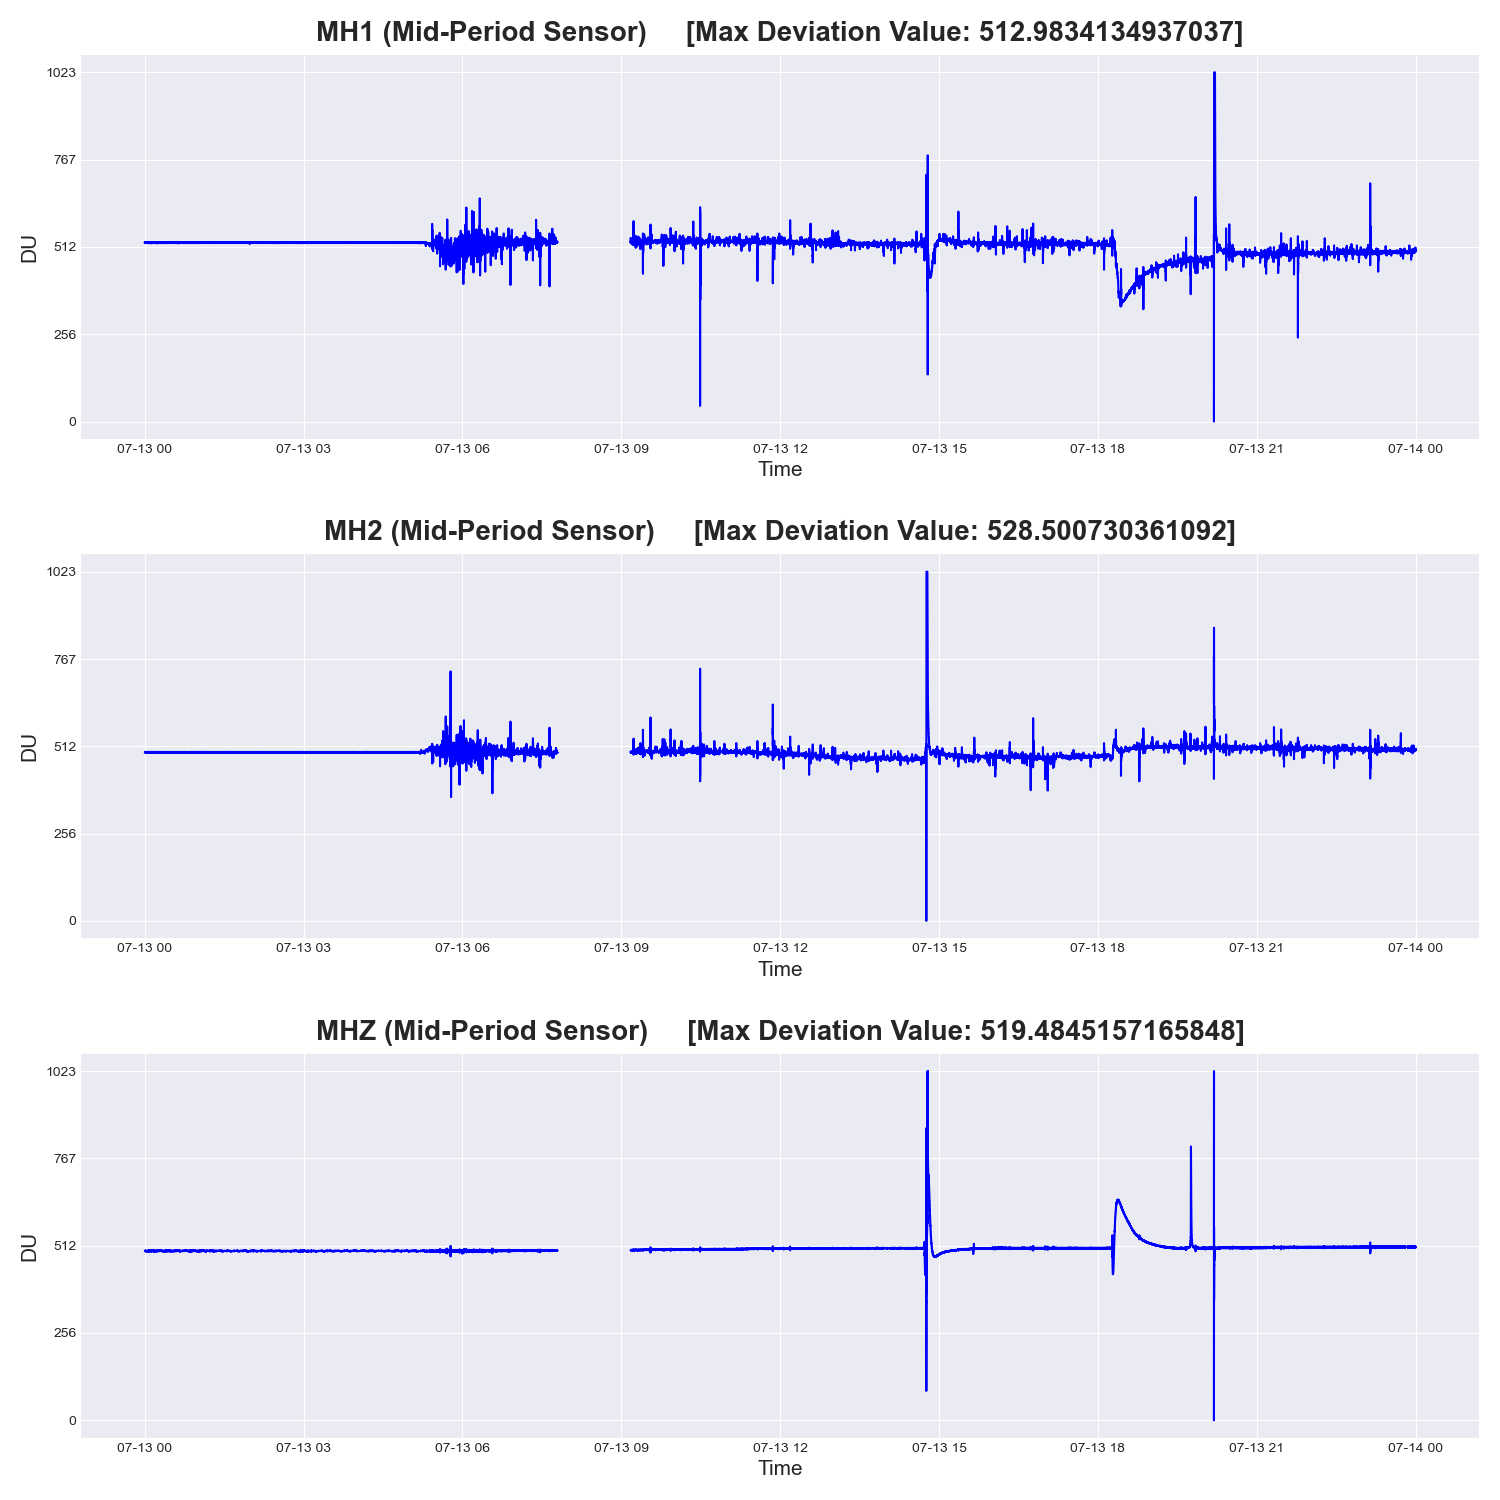 MH1 (Mid-Period Sensor) [Max Deviation Value: 512.9834134937037]
1023
767
512
256
0
DU
07-13 00 07-13 03 07-13 06 07-13 09 07-13 12 07-13 15 07-13 18 07-13 21 07-14 00
Time
MH2 (Mid-Period Sensor) [Max Deviation Value: 528.500730361092]
1023
767
512
256
0
DU
07-13 00 07-13 03 07-13 06 07-13 09 07-13 12 07-13 15 07-13 18 07-13 21 07-14 00
Time
MHZ (Mid-Period Sensor) [Max Deviation Value: 519.4845157165848]
1023
767
512
256
0
DU
07-13 00 07-13 03 07-13 06 07-13 09 07-13 12 07-13 15 07-13 18 07-13 21 07-14 00
Time